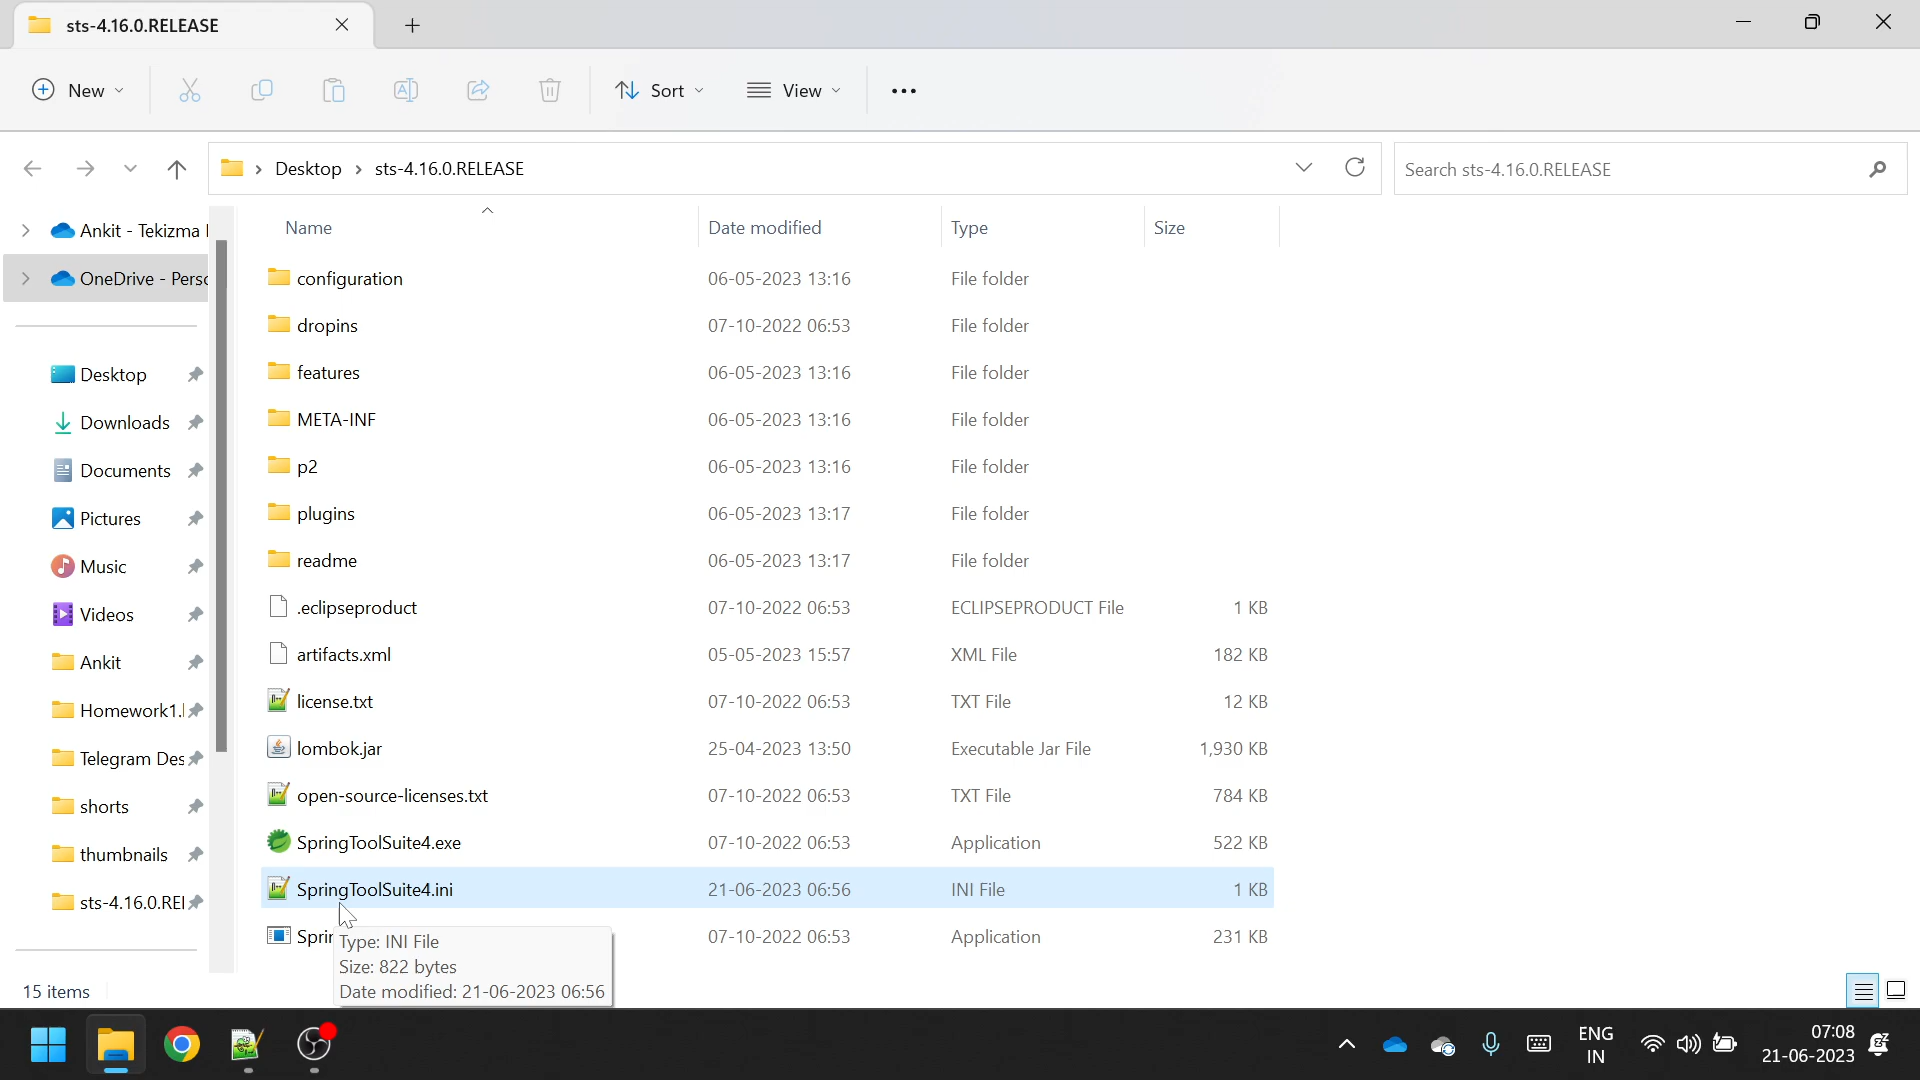 sts-4.16.0.RELEASE
New
Sort
View
Desktop
sts-4.16.0.RELEASE
Search sts-4.16.0.RELEASE
Ankit - Tekizma
OneDrive - Perso
Desktop
Downloads
Documents
Pictures
Music
Videos
Ankit
Homework1.
Telegram Des
shorts
thumbnails
sts-4.16.0.REL
Name Date modified Type Size
configuration 06-05-2023 13:16 File folder
dropins 07-10-2022 06:53 File folder
features 06-05-2023 13:16 File folder
META-INF 06-05-2023 13:16 File folder
p2 06-05-2023 13:16 File folder
plugins 06-05-2023 13:17 File folder
readme 06-05-2023 13:17 File folder
.eclipseproduct 07-10-2022 06:53 ECLIPSEPRODUCT File 1 KB
artifacts.xml 05-05-2023 15:57 XML File 182 KB
license.txt 07-10-2022 06:53 TXT File 12 KB
lombok.jar 25-04-2023 13:50 Executable Jar File 1,930 KB
open-source-licenses.txt 07-10-2022 06:53 TXT File 784 KB
SpringToolSuite4.exe 07-10-2022 06:53 Application 522 KB
SpringToolSuite4.ini 21-06-2023 06:56 INI File 1 KB
Sprin 07-10-2022 06:53 Application 231 KB
Type: INI File
Size: 822 bytes
Date modified: 21-06-2023 06:56
15 items
ENG
IN
07:08
21-06-2023